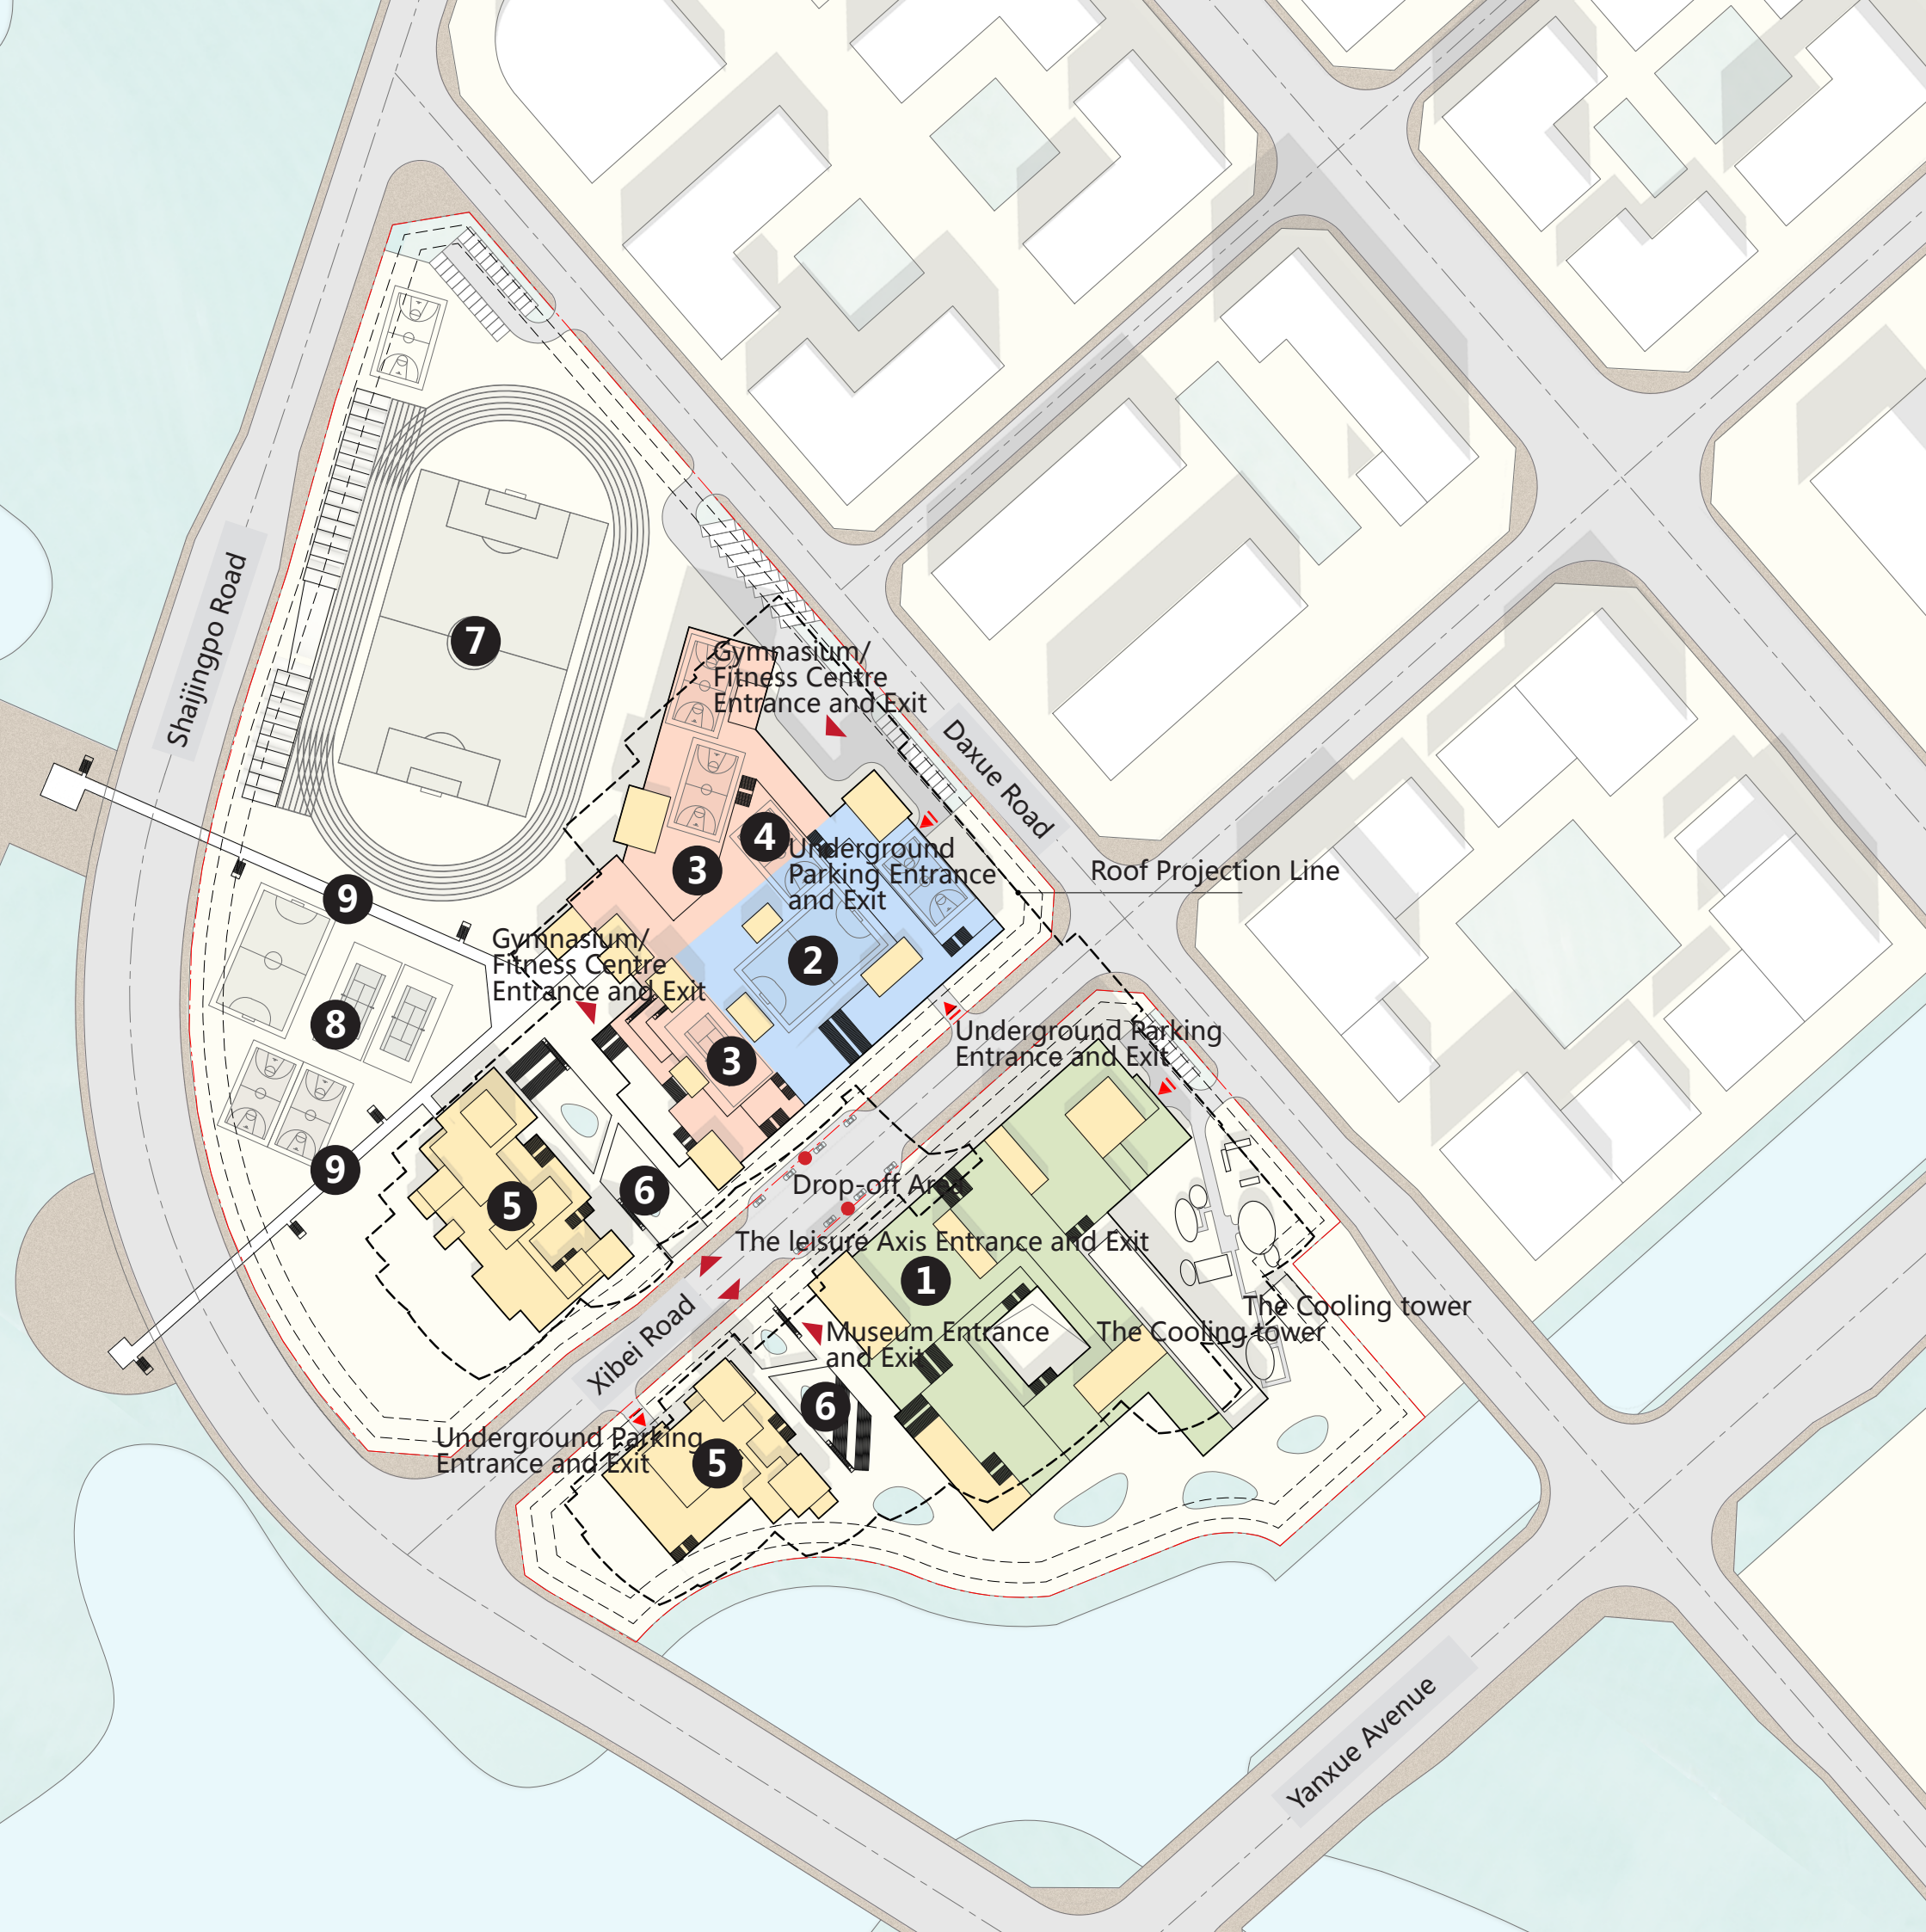 7
Shaijingpo Road
Gymnasium/
Fitness Centre
Entrance and Exit
Daxue Road
4
3
Underground
Parking Entrance
and Exit
Roof Projection Line
9
Gymnasium/
Fitness Centre
Entrance and Exit
2
8
Underground Parking
Entrance and Exit
3
9
5
6
Drop-off Area
The leisure Axis Entrance and Exit
1
Xibei Road
Museum Entrance
and Exit
The Cooling tower
The Cooling tower
6
Underground Parking
Entrance and Exit
5
Yanxue Avenue